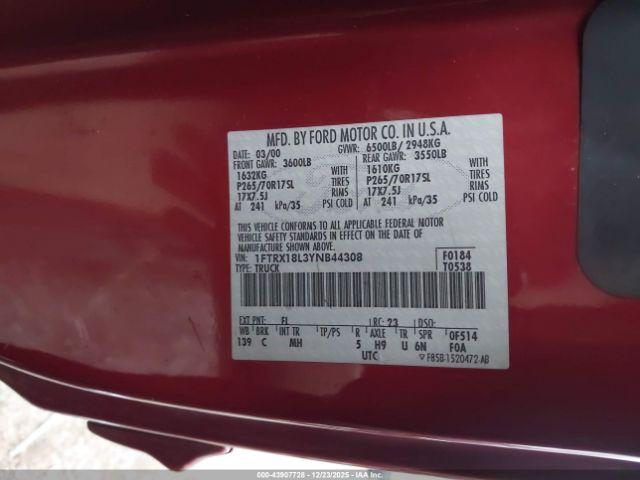 MFD. BY FORD MOTOR CO. IN U.S.A.
DATE: 03/00 GVWR: 6500LB/ 2948KG
FRONT GAWR: 3600LB REAR GAWR: 3550LB
1632KG WITH 1610KG WITH
P265/70R17SL TIRES P265/70R17SL TIRES
17X7.5J RIMS 17X7.5J RIMS
AT 241 kPa/35 PSI COLD AT 241 kPa/35 PSI COLD
THIS VEHICLE CONFORMS TO ALL APPLICABLE FEDERAL MOTOR
VEHICLE SAFETY STANDARDS IN EFFECT ON THE DATE OF
MANUFACTURE SHOWN ABOVE.
VIN: 1FTRX18L3YNB44308 F0184
TYPE: TRUCK T0538
EXT PNT: FL RC: 23 DSO:
WB BRK INT TR TP/PS R AXLE TR SPR 0F514
139 C MH 5 H9 U 6N F0A
UTC ▽ F85B-1520472-AB
000-43907728 - 12/23/2025 - IAA Inc.